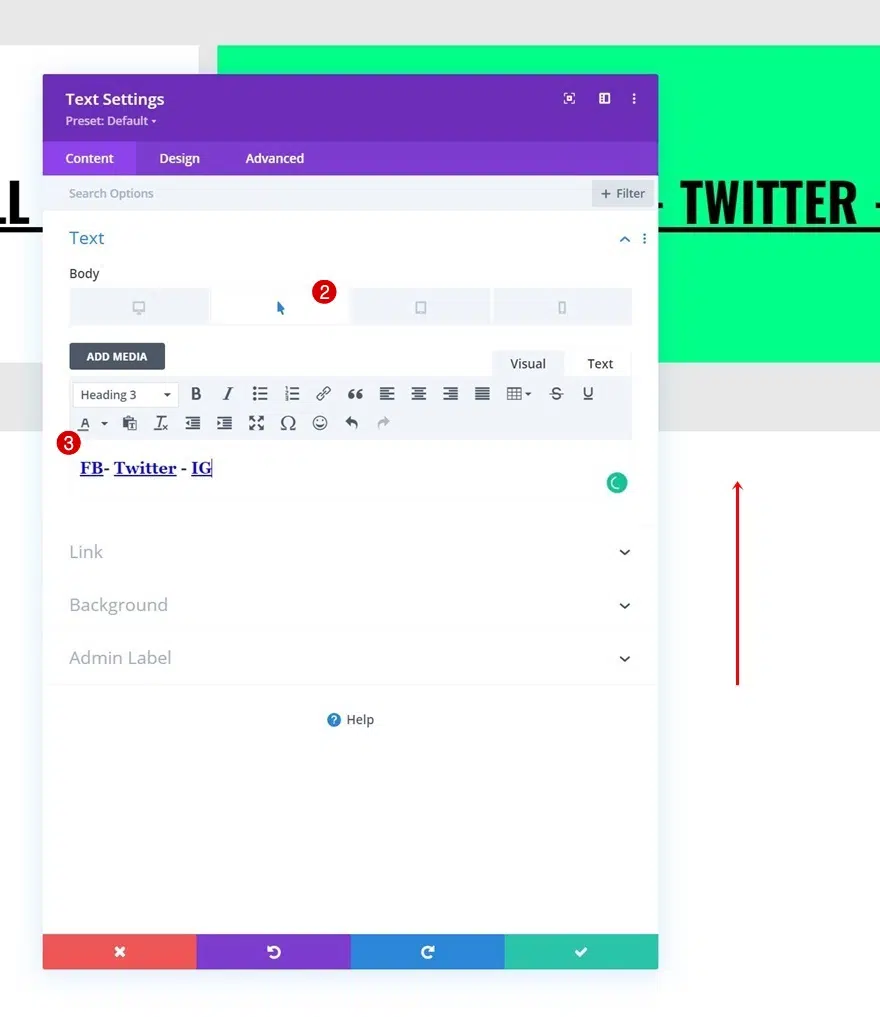 Text Settings
Preset: Default
Content Design Advanced
Search Options
+ Filter
LL
- TWITTER -
Text
Body
2
ADD MEDIA
Visual Text
Heading 3
3
FB- Twitter - IG
Link
Background
Admin Label
Help